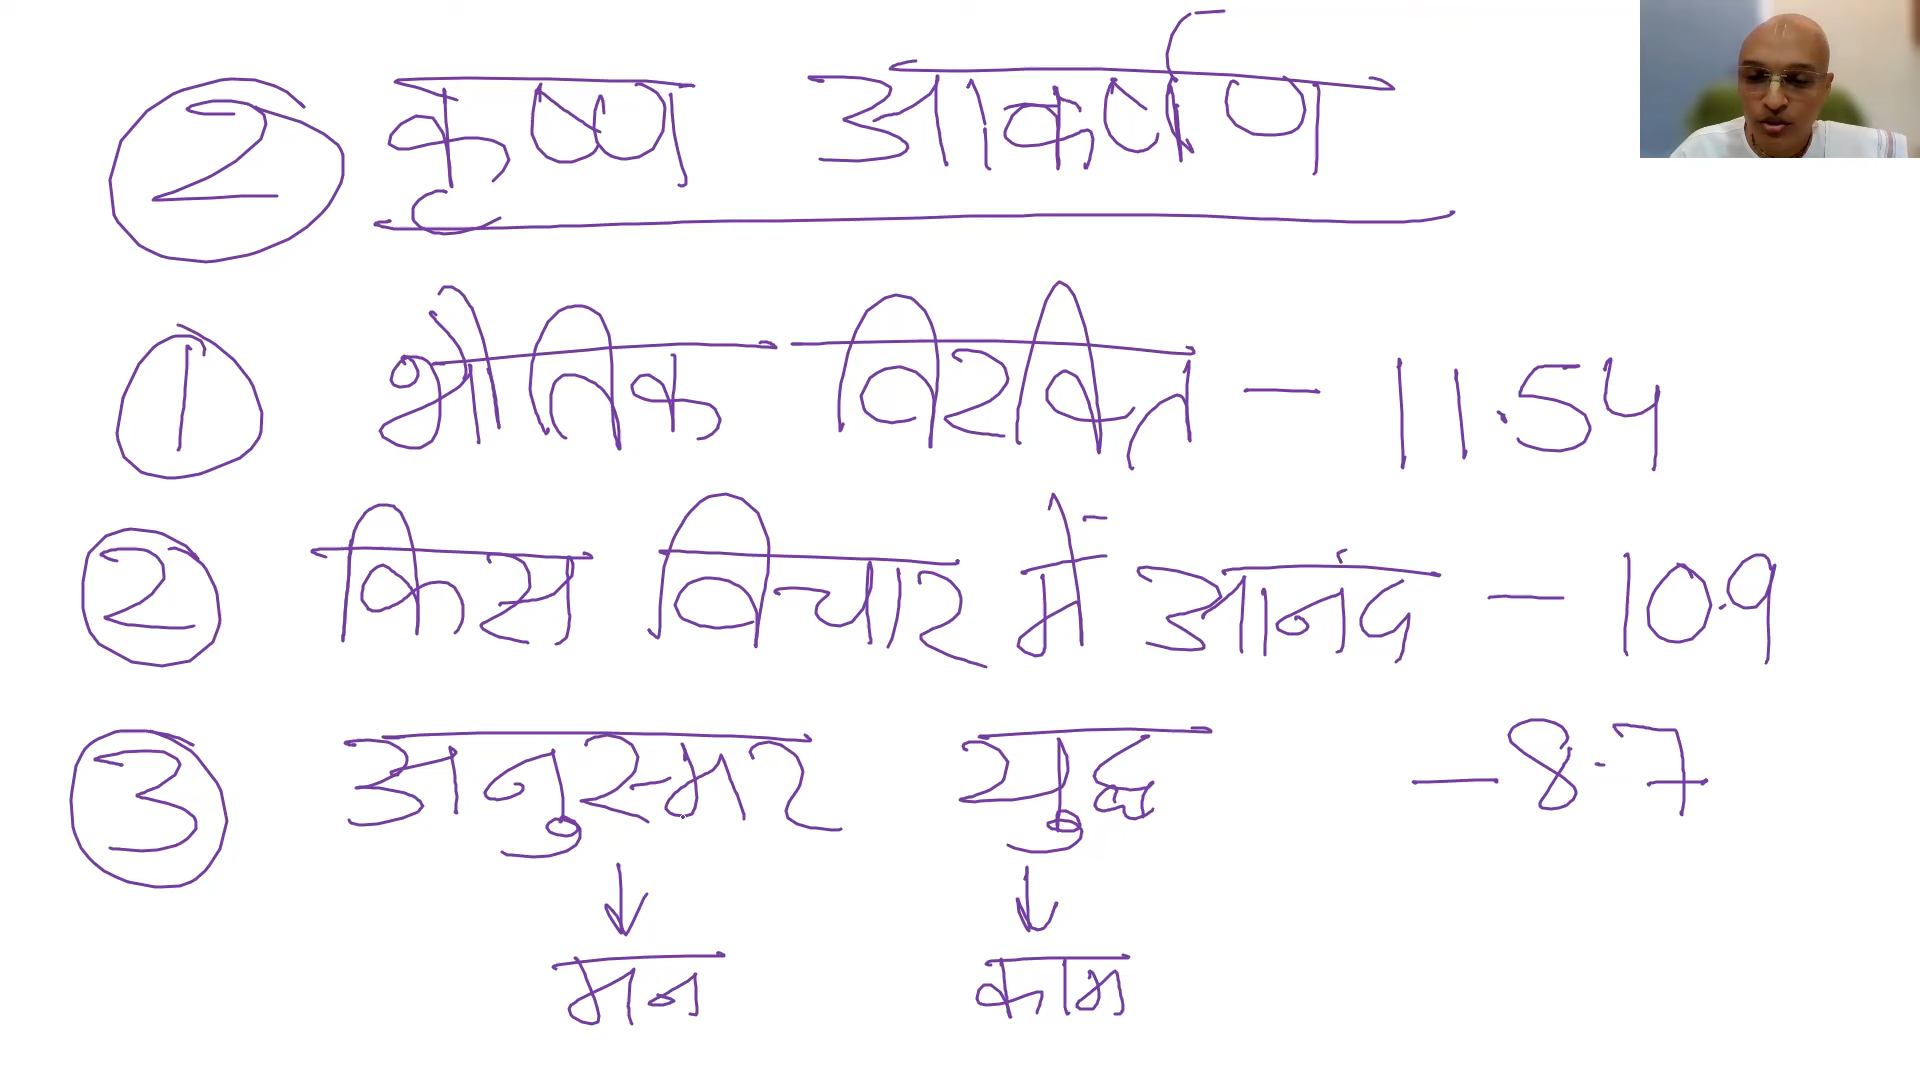 ② कृष्ण आकर्षण
① भौतिक विरक्ति - 11.54
② किस विचार में आनंद - 10.9
③ अनुस्मर युद्ध - 8.7
↓ ↓
मन काम